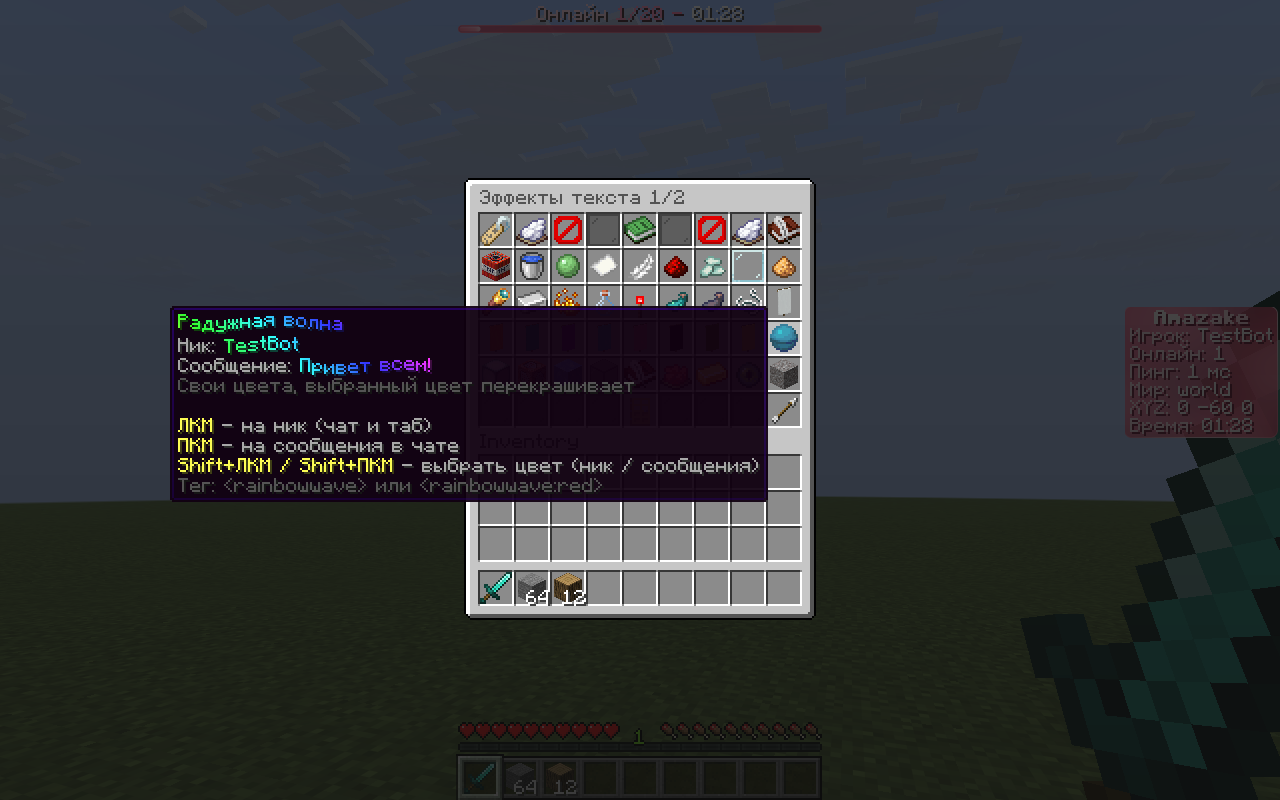 Онлайн 1/20 - 01:28
Эффекты текста 1/2
Радужная волна
Ник: TestBot
Сообщение: Привет всем!
Свои цвета, выбранный цвет перекрашивает
ЛКМ - на ник (чат и таб)
ПКМ - на сообщения в чате
Shift+ЛКМ / Shift+ПКМ - выбрать цвет (ник / сообщения)
Тег: <rainbowwave> или <rainbowwave:red>
Inventory
64
12
Amazake
Игрок: TestBot
Онлайн: 1
Пинг: 1 мс
Мир: world
XYZ: 0 -60 0
Время: 01:28
1
64
12